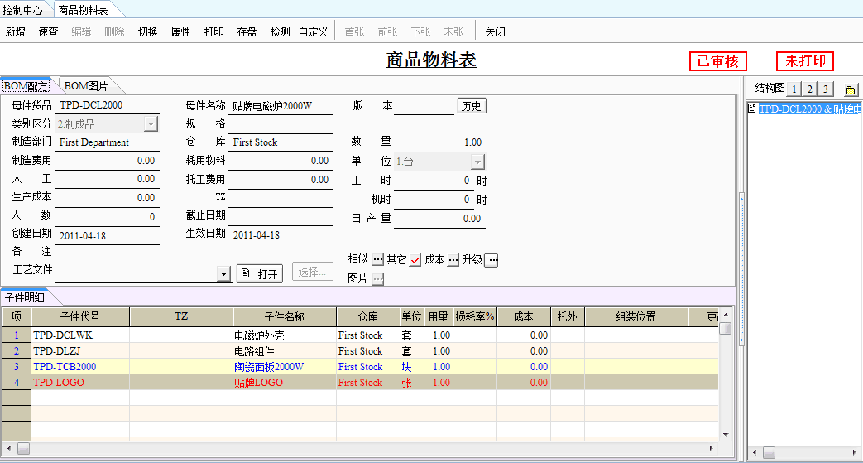 控制中心 商品物料表
新增 速查 编辑 删除 切换 属性 打印 存盘 检测 自定义 首张 前张 下张 末张 关闭
商品物料表 已审核 未打印
BOM配方 BOM图片 结构图 1 2 3
母件货品 TPD-DCL2000 母件名称 贴牌电磁炉2000W 版 本 历史
类别区分 2.制成品 规 格
制造部门 First Department 仓 库 First Stock 数 量 1.00
制造费用 0.00 耗用物料 0.00 单 位 1.台
人 工 0.00 托工费用 0.00 工 时 0 时
生产成本 0.00 TZ 机时 0 时
人 数 0 截止日期 日 产 量 0.00
创建日期 2011-04-18 生效日期 2011-04-18
备 注
相似 ... 其它 成本 ... 升级 ...
工艺文件 打开 选择...
图片 ...
TPD-DCL2000&贴牌电
子件明细
项 子件代号 TZ 子件名称 仓库 单位 用量 损耗率% 成本 托外 组装位置
1 TPD-DCLWK 电磁炉外壳 First Stock 套 1.00 0.00
2 TPD-DLZJ 电路组件 First Stock 套 1.00 0.00
3 TPD-TCB2000 陶瓷面板2000W First Stock 块 1.00 0.00
4 TPD-LOGO 贴牌LOGO First Stock 张 1.00 0.00